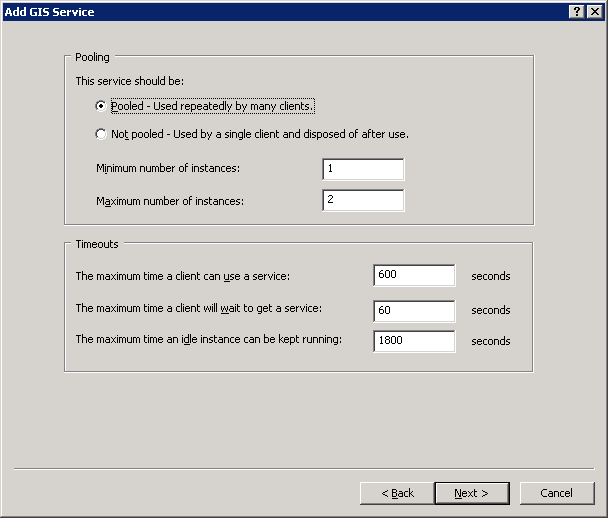 Add GIS Service
Pooling
This service should be:
Pooled - Used repeatedly by many clients.
Not pooled - Used by a single client and disposed of after use.
Minimum number of instances: 1
Maximum number of instances: 2
Timeouts
The maximum time a client can use a service: 600 seconds
The maximum time a client will wait to get a service: 60 seconds
The maximum time an idle instance can be kept running: 1800 seconds
< Back Next > Cancel